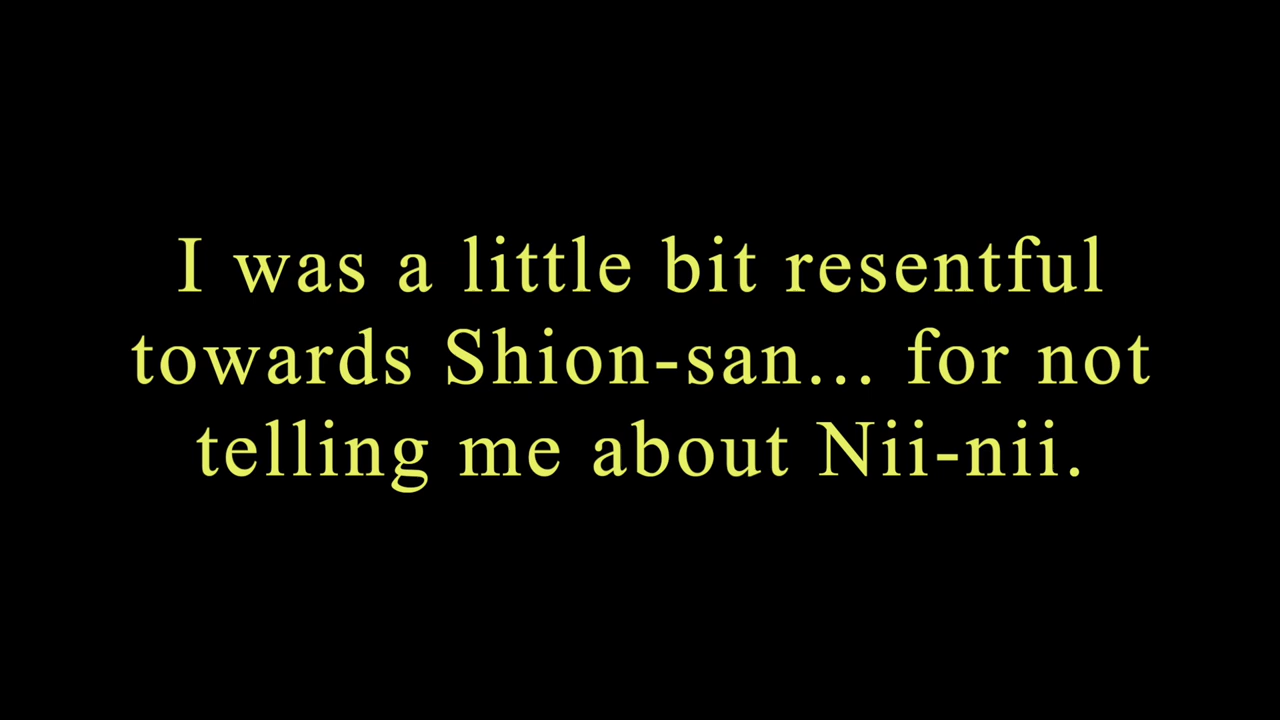 I was a little bit resentful
towards Shion-san... for not
telling me about Nii-nii.